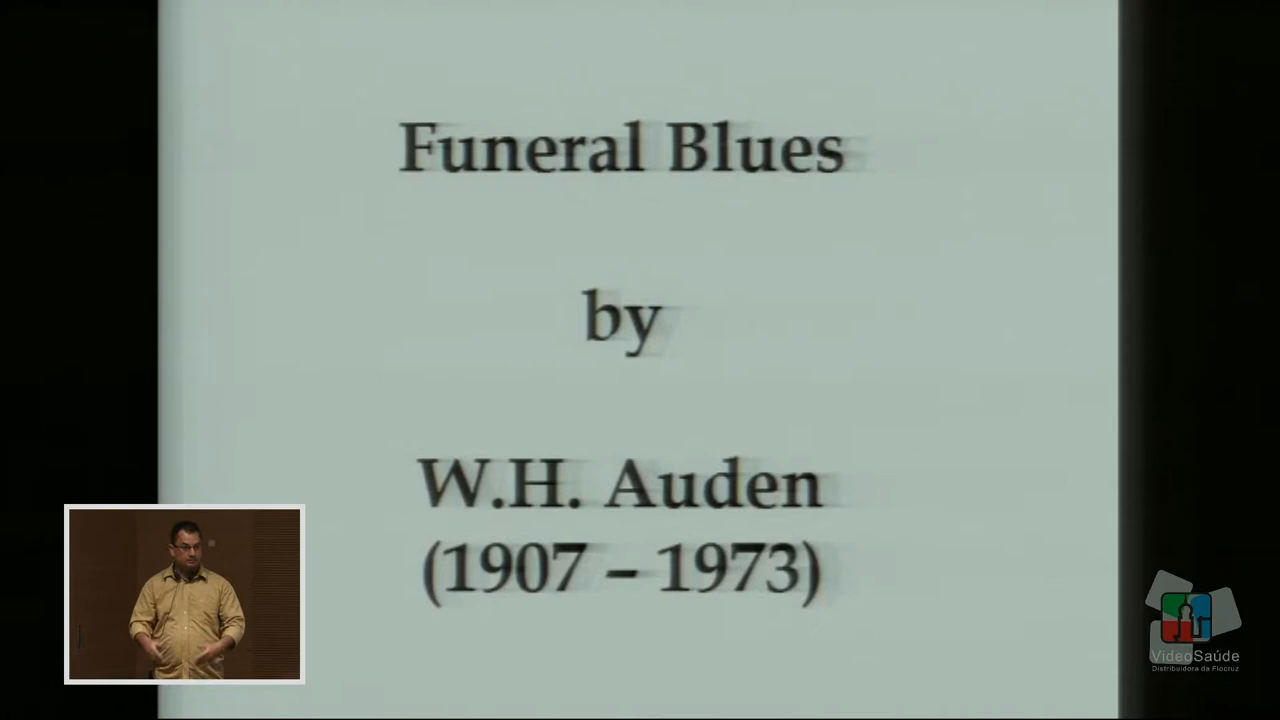 Funeral Blues
by
W.H. Auden
(1907 – 1973)
VideoSaúde
Distribuidora da Fiocruz